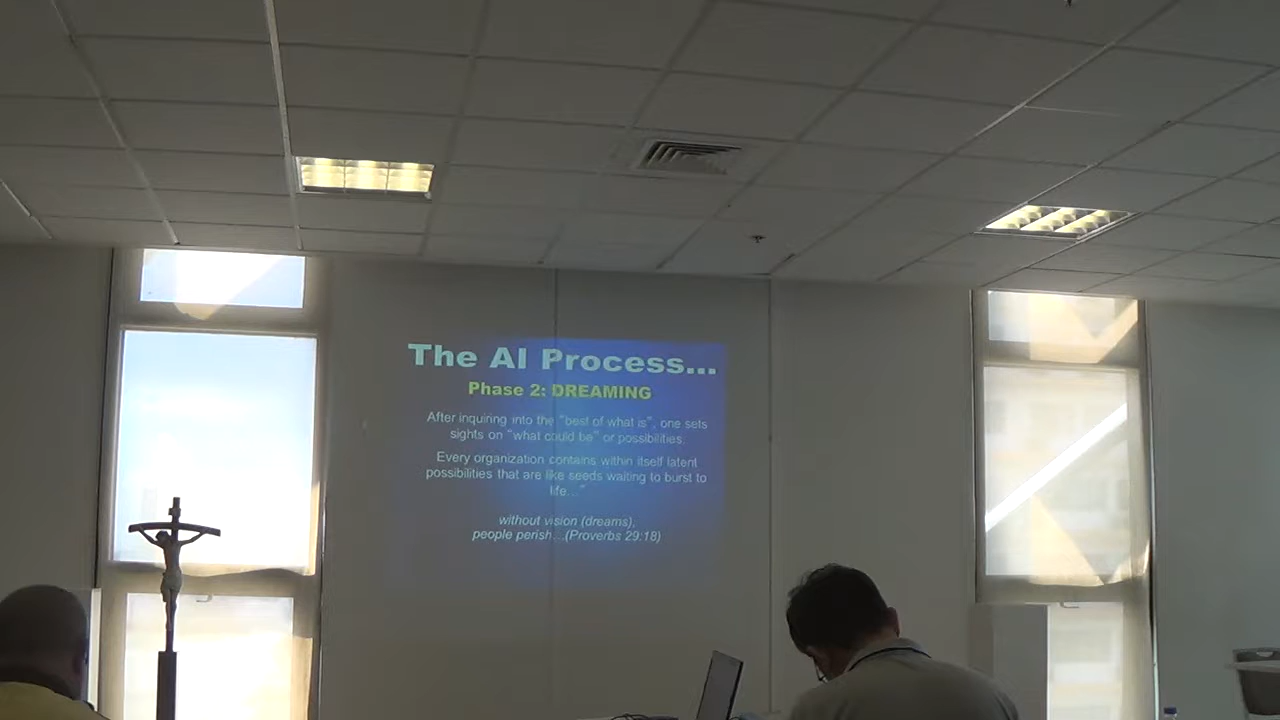 The AI Process...
Phase 2: DREAMING
After inquiring into the "best of what is", one sets
sights on "what could be" or possibilities.
Every organization contains within itself latent
possibilities that are like seeds waiting to burst to
life..."
without vision (dreams),
people perish...(Proverbs 29:18)